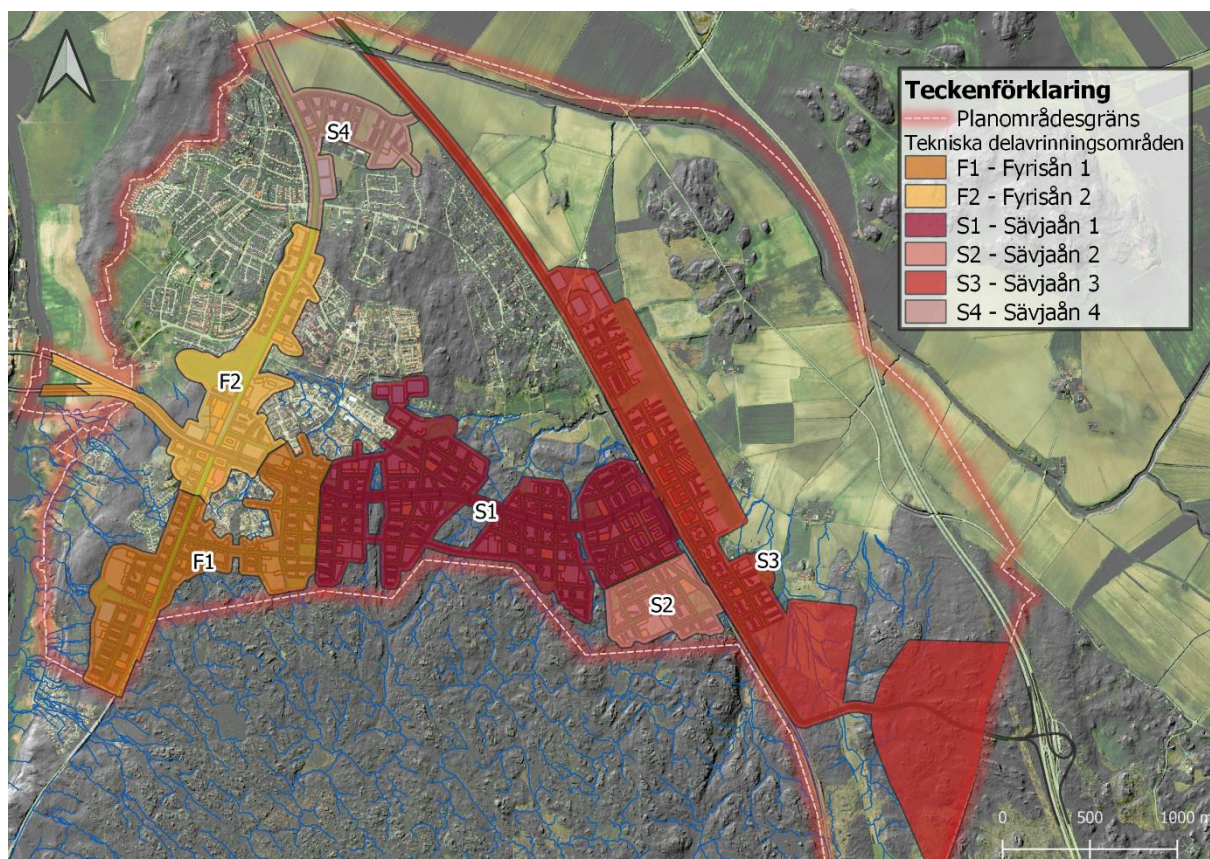 Teckenförklaring
Planområdesgräns
Tekniska delavrinningsområden
F1 - Fyrisån 1
F2 - Fyrisån 2
S1 - Sävjaån 1
S2 - Sävjaån 2
S3 - Sävjaån 3
S4 - Sävjaån 4
S4
F2
S1
F1
S3
S2
0 500 1000 m